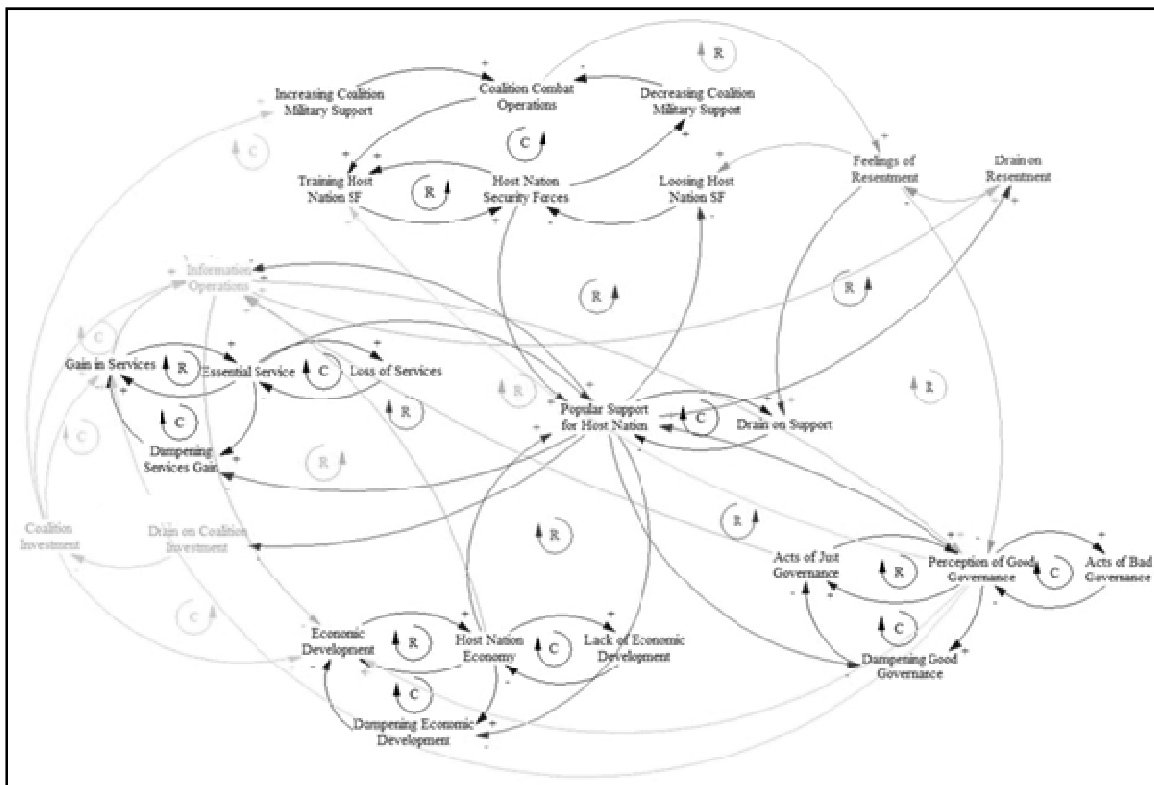 R
Increasing Coalition
Military Support
Coalition Combat
Operations
Decreasing Coalition
Military Support
C
C
Training Host
Nation SF
R
Host Nation
Security Forces
Loosing Host
Nation SF
Feelings of
Resentment
Drain on
Resentment
Information
Operations
R
R
C
Gain in Services
R
Essential Service
C
Loss of Services
R
R
R
Popular Support
for Host Nation
C
Drain on Support
C
C
Dampening
Services Gain
R
Coalition
Investment
Drain on Coalition
Investment
R
R
Acts of Just
Governance
R
Perception of Good
Governance
C
Acts of Bad
Governance
C
C
Economic
Development
R
Host Nation
Economy
C
Lack of Economic
Development
Dampening Good
Governance
C
Dampening Economic
Development